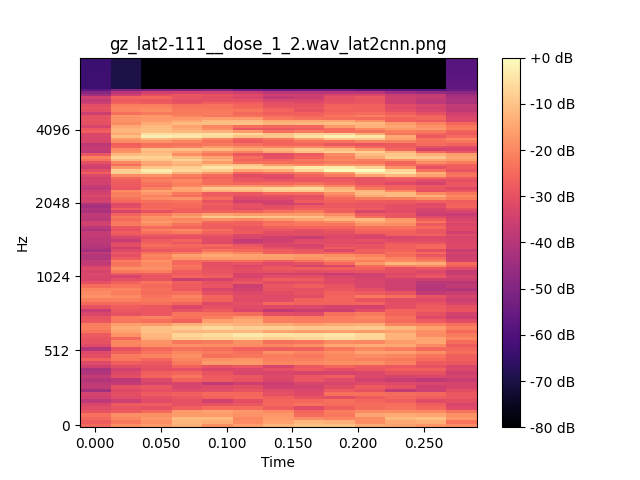 gz_lat2-111__dose_1_2.wav_lat2cnn.png
Hz
4096
2048
1024
512
0
0.000 0.050 0.100 0.150 0.200 0.250
Time
+0 dB
-10 dB
-20 dB
-30 dB
-40 dB
-50 dB
-60 dB
-70 dB
-80 dB